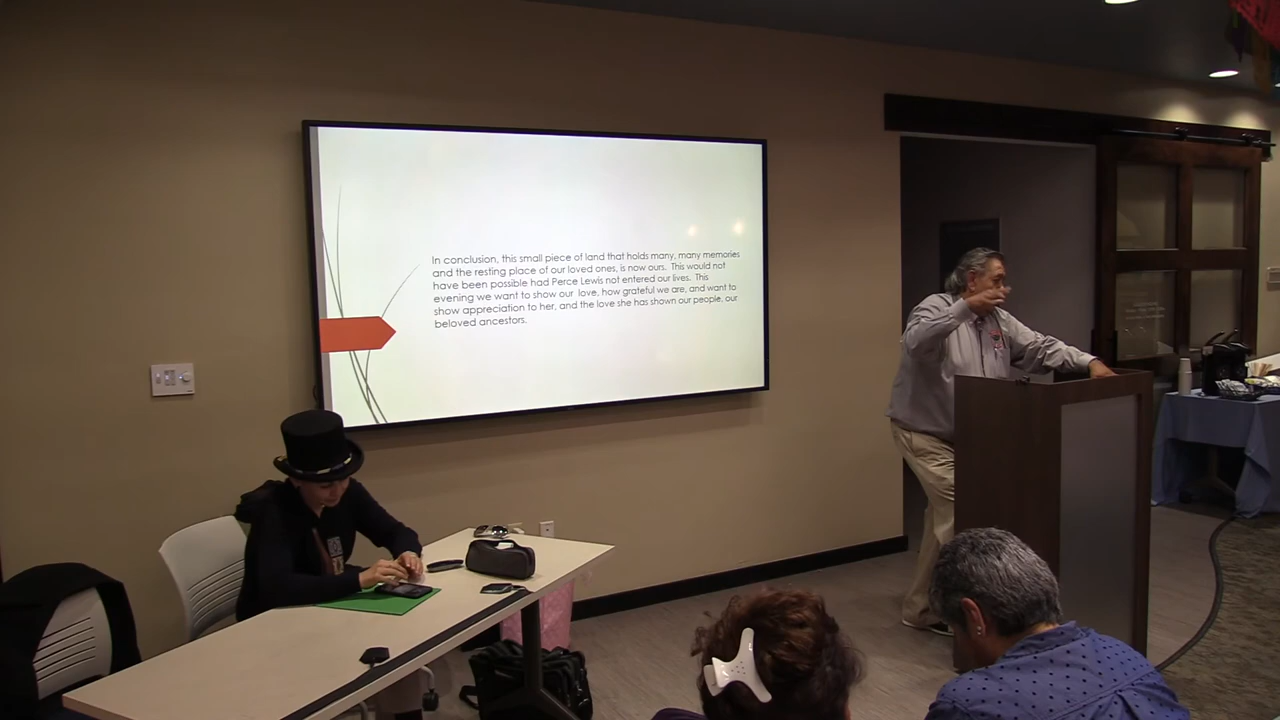 In conclusion, this small piece of land that holds many, many memories
and the resting place of our loved ones, is now ours. This would not
have been possible had Perce Lewis not entered our lives. This
evening we want to show our love, how grateful we are, and want to
show appreciation to her, and the love she has shown our people, our
beloved ancestors.